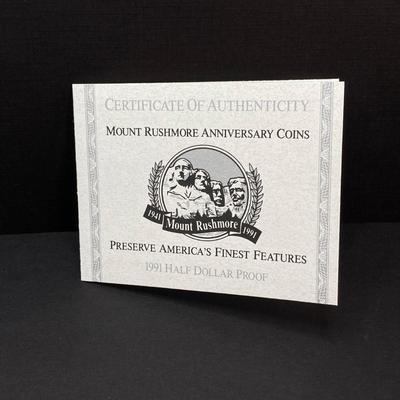 CERTIFICATE OF AUTHENTICITY
MOUNT RUSHMORE ANNIVERSARY COINS
1941 Mount Rushmore 1991
PRESERVE AMERICA'S FINEST FEATURES
1991 HALF DOLLAR PROOF